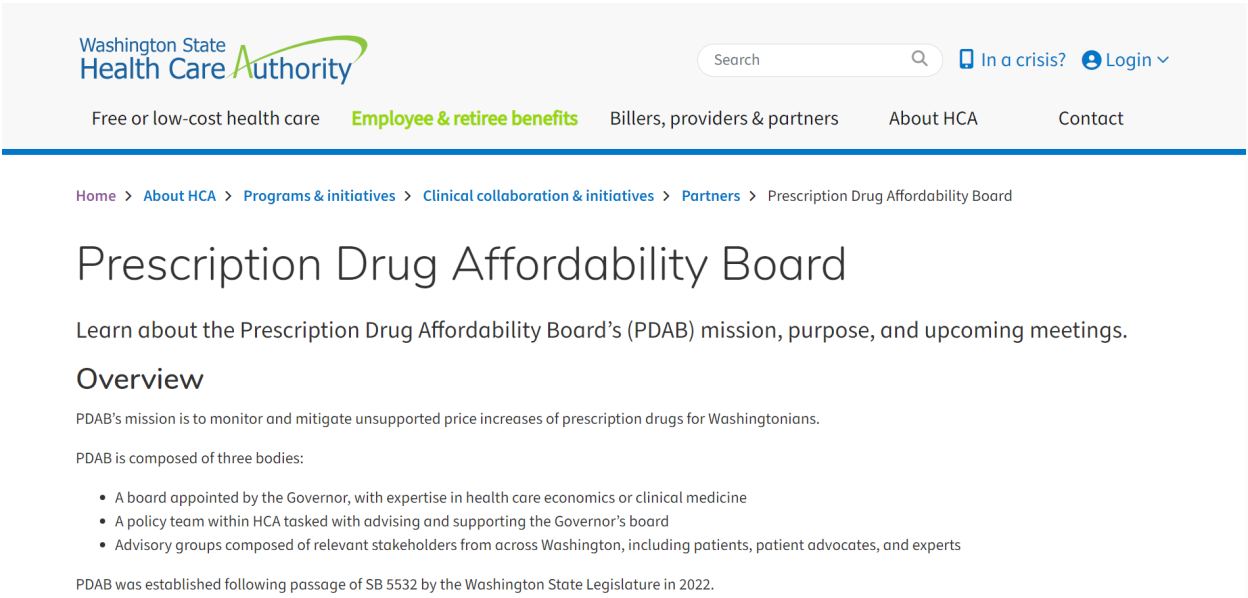 Washington State
Health Care Authority
Search
In a crisis?
Login
Free or low-cost health care
Employee & retiree benefits
Billers, providers & partners
About HCA
Contact
Home > About HCA > Programs & initiatives > Clinical collaboration & initiatives > Partners > Prescription Drug Affordability Board
Prescription Drug Affordability Board
Learn about the Prescription Drug Affordability Board’s (PDAB) mission, purpose, and upcoming meetings.
Overview
PDAB’s mission is to monitor and mitigate unsupported price increases of prescription drugs for Washingtonians.
PDAB is composed of three bodies:
• A board appointed by the Governor, with expertise in health care economics or clinical medicine
• A policy team within HCA tasked with advising and supporting the Governor’s board
• Advisory groups composed of relevant stakeholders from across Washington, including patients, patient advocates, and experts
PDAB was established following passage of SB 5532 by the Washington State Legislature in 2022.